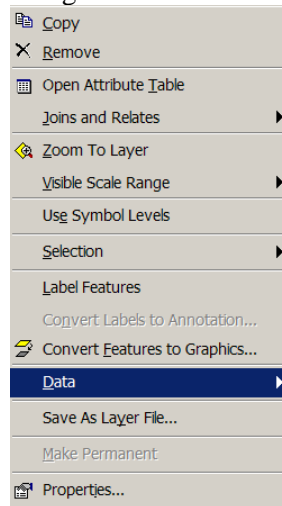 Copy
Remove
Open Attribute Table
Joins and Relates
Zoom To Layer
Visible Scale Range
Use Symbol Levels
Selection
Label Features
Convert Labels to Annotation...
Convert Features to Graphics...
Data
Save As Layer File...
Make Permanent
Properties...